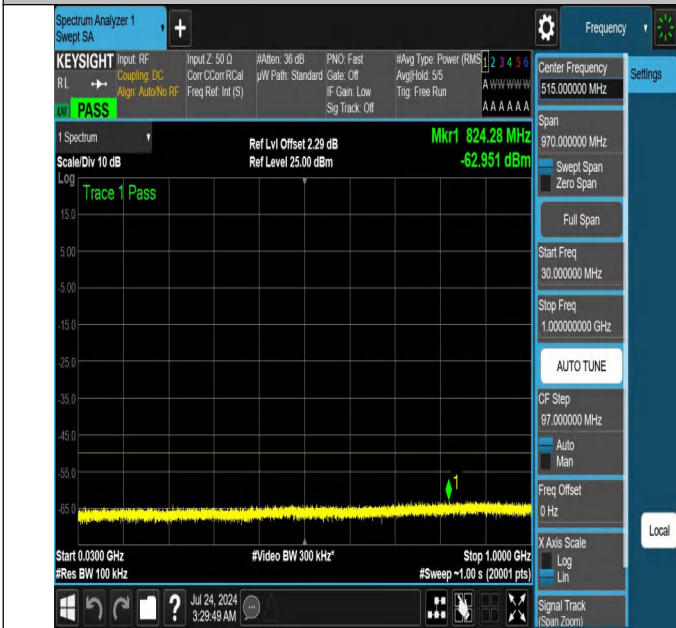 Spectrum Analyzer 1
Swept SA
+
Frequency
KEYSIGHT
Input: RF
Input Z: 50 Ω
#Atten: 36 dB
PNO: Fast
#Avg Type: Power (RMS
1 2 3 4 5 6
RL
Coupling: DC
Corr CCorr RCal
µW Path: Standard
Gate: Off
Avg|Hold: 5/5
A W W W W W
Align: Auto/No RF
Freq Ref: Int (S)
IF Gain: Low
Trig: Free Run
Sig Track: Off
A A A A A A
PASS
1 Spectrum
Ref Lvl Offset 2.29 dB
Mkr1 824.28 MHz
Scale/Div 10 dB
Ref Level 25.00 dBm
-62.951 dBm
Log
Trace 1 Pass
15.0
5.00
-5.00
-15.0
-25.0
-35.0
-45.0
-55.0
-65.0
1
Start 0.0300 GHz
#Video BW 300 kHz*
Stop 1.0000 GHz
#Res BW 100 kHz
#Sweep ~1.00 s (20001 pts)
Center Frequency
515.000000 MHz
Settings
Span
970.000000 MHz
Swept Span
Zero Span
Full Span
Start Freq
30.000000 MHz
Stop Freq
1.000000000 GHz
AUTO TUNE
CF Step
97.000000 MHz
Auto
Man
Freq Offset
0 Hz
X Axis Scale
Log
Lin
Local
Signal Track
(Span Zoom)
?
Jul 24, 2024
3:29:49 AM